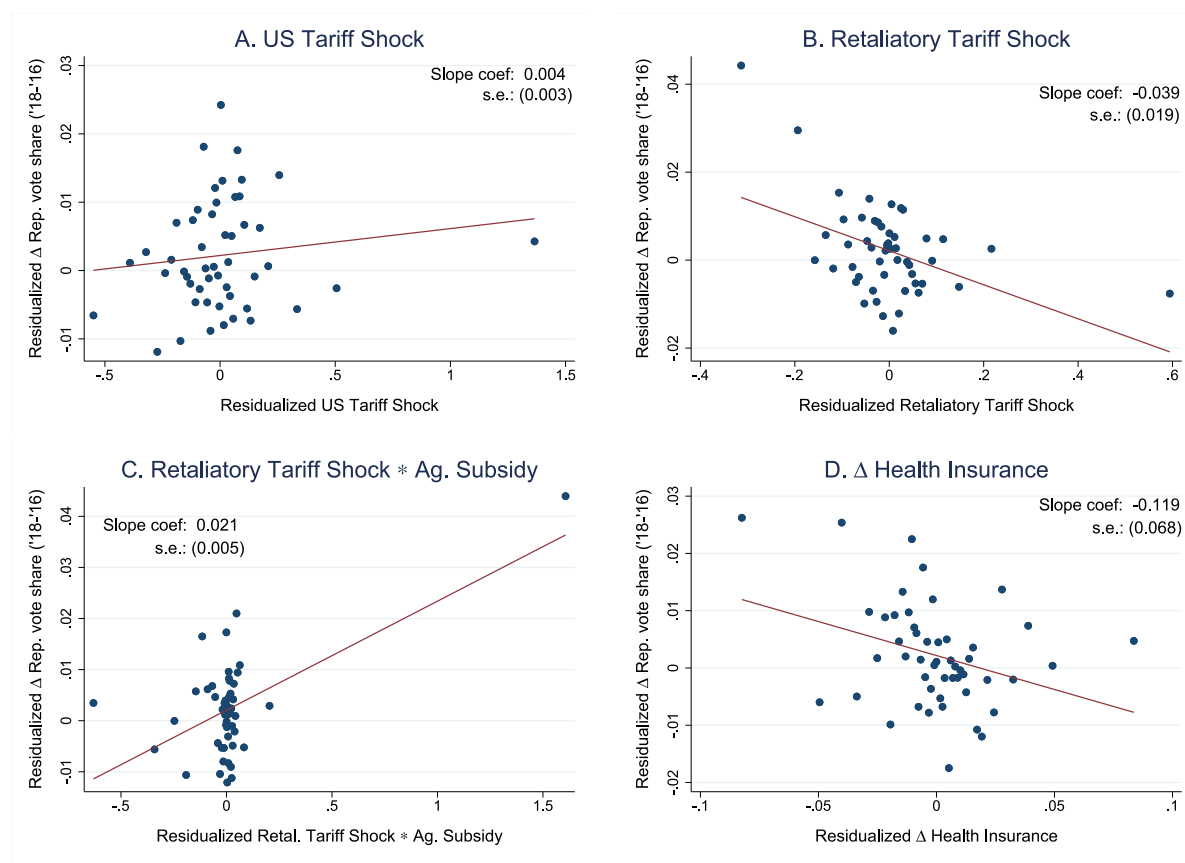 A. US Tariff Shock
Slope coef: 0.004
s.e.: (0.003)
Residualized Δ Rep. vote share ('18-'16)
.03
.02
.01
0
-.01
-.5
0
.5
1
1.5
Residualized US Tariff Shock
B. Retaliatory Tariff Shock
Slope coef: -0.039
s.e.: (0.019)
Residualized Δ Rep. vote share ('18-'16)
.04
.02
0
-.02
-.4
-.2
0
.2
.4
.6
Residualized Retaliatory Tariff Shock
C. Retaliatory Tariff Shock * Ag. Subsidy
Slope coef: 0.021
s.e.: (0.005)
Residualized Δ Rep. vote share ('18-'16)
.04
.03
.02
.01
0
-.01
-.5
0
.5
1
1.5
Residualized Retal. Tariff Shock * Ag. Subsidy
D. Δ Health Insurance
Slope coef: -0.119
s.e.: (0.068)
Residualized Δ Rep. vote share ('18-'16)
.03
.02
.01
0
-.01
-.02
-.1
-.05
0
.05
.1
Residualized Δ Health Insurance